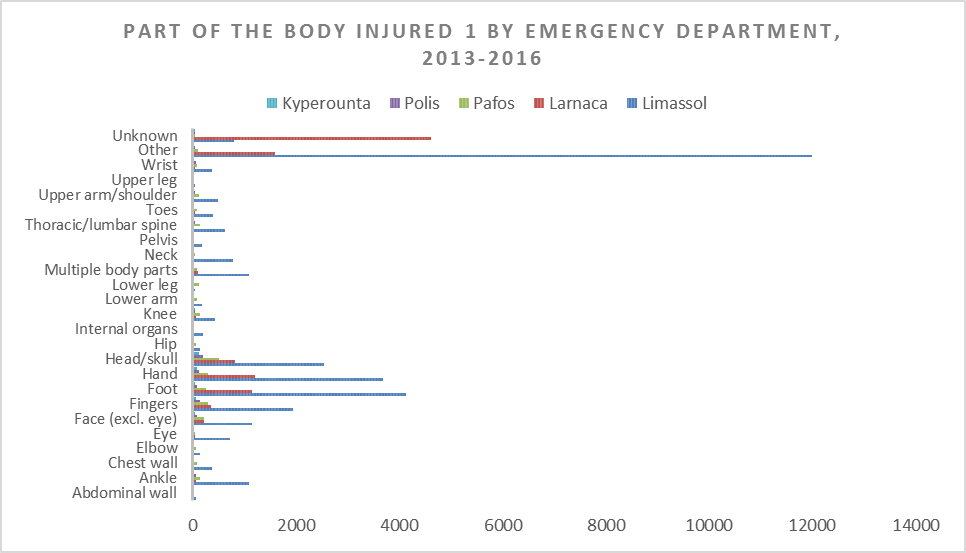 PART OF THE BODY INJURED 1 BY EMERGENCY DEPARTMENT,
2013-2016
Kyperounta Polis Pafos Larnaca Limassol
Unknown
Other
Wrist
Upper leg
Upper arm/shoulder
Toes
Thoracic/lumbar spine
Pelvis
Neck
Multiple body parts
Lower leg
Lower arm
Knee
Internal organs
Hip
Head/skull
Hand
Foot
Fingers
Face (excl. eye)
Eye
Elbow
Chest wall
Ankle
Abdominal wall
0 2000 4000 6000 8000 10000 12000 14000